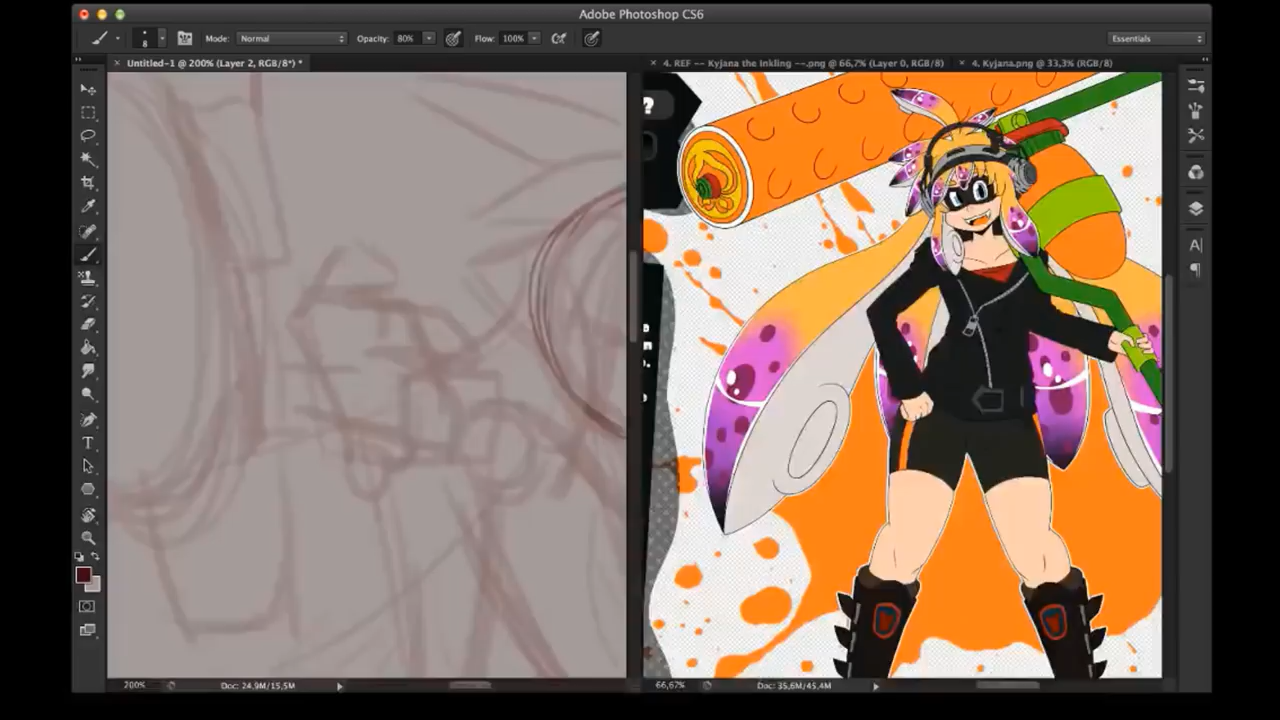 Adobe Photoshop CS6
8
Mode: Normal
Opacity: 80%
Flow: 100%
Essentials
Untitled-1 @ 200% (Layer 2, RGB/8*) *
4. REF -- Kyjana the Inkling --.png @ 66,7% (Layer 0, RGB/8)
4. Kyjana.png @ 33,3% (RGB/8)
?
T
A|
¶
200%
Doc: 24,9M/15,5M
66,67%
Doc: 35,6M/45,4M